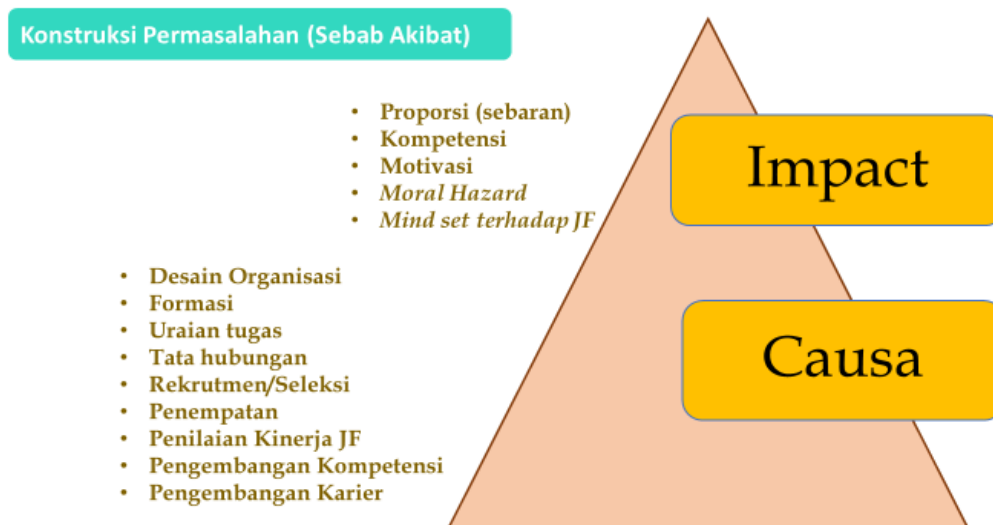 Konstruksi Permasalahan (Sebab Akibat)
• Proporsi (sebaran)
• Kompetensi
• Motivasi
• Moral Hazard
• Mind set terhadap JF
Impact
• Desain Organisasi
• Formasi
• Uraian tugas
• Tata hubungan
• Rekrutmen/Seleksi
• Penempatan
• Penilaian Kinerja JF
• Pengembangan Kompetensi
• Pengembangan Karier
Causa